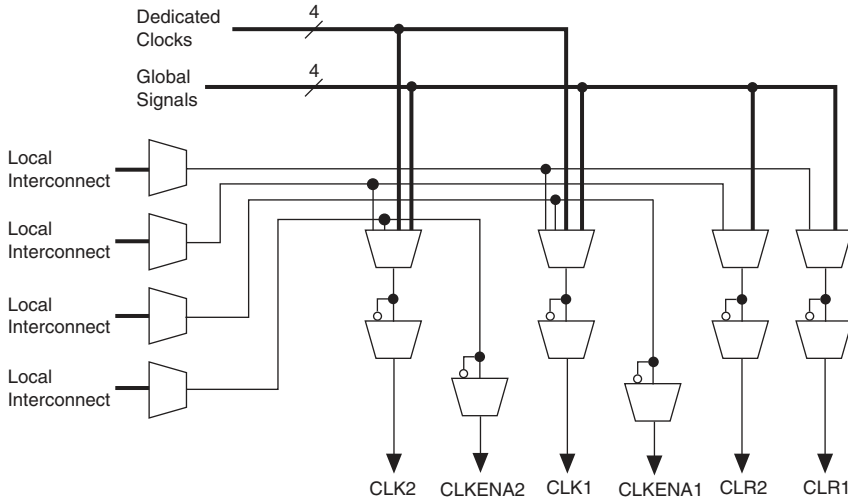 Dedicated
Clocks
4
Global
Signals
4
Local
Interconnect
Local
Interconnect
Local
Interconnect
Local
Interconnect
CLK2
CLKENA2
CLK1
CLKENA1
CLR2
CLR1